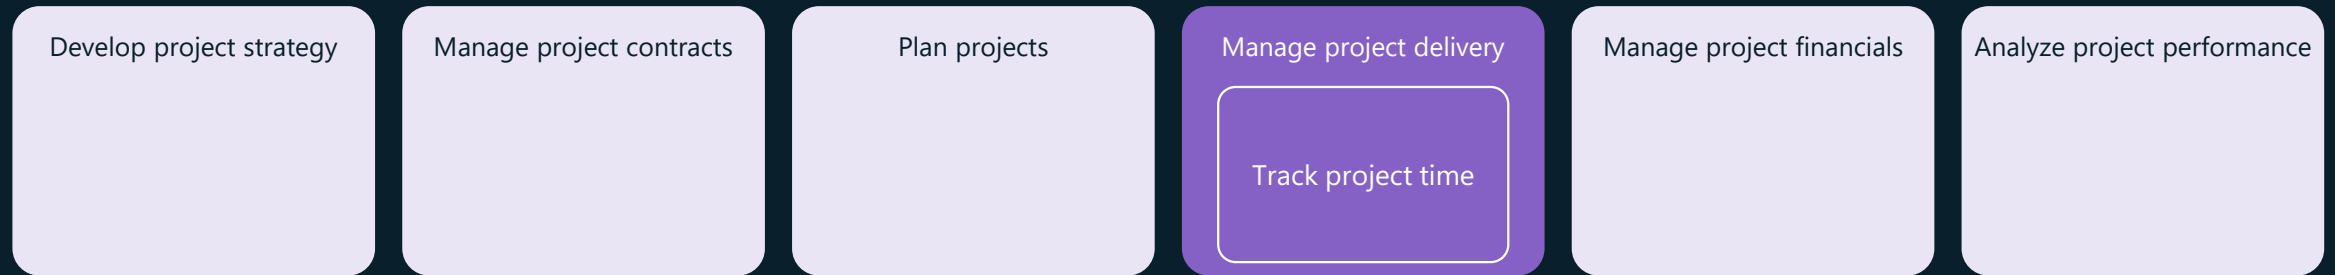 Develop project strategy
Manage project contracts
Plan projects
Manage project delivery
Track project time
Manage project financials
Analyze project performance